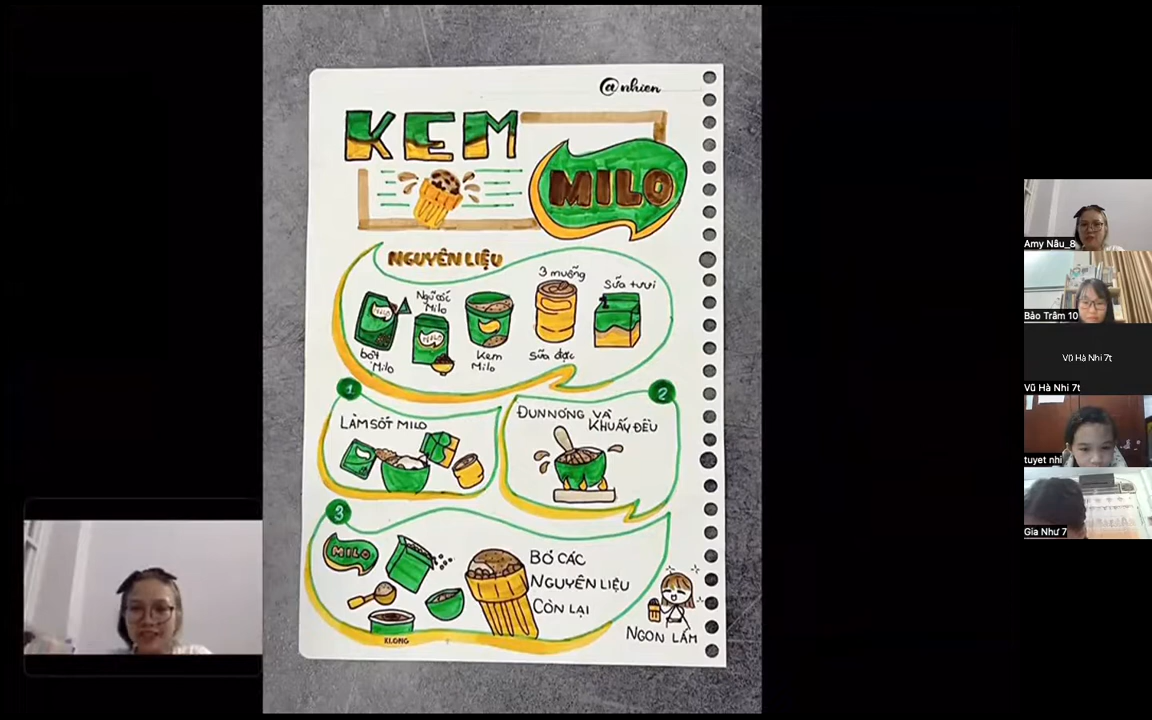 @nhien
KEM
MILO
NGUYÊN LIỆU
3 muỗng
Sữa tươi
Ngũ cốc
Milo
MILO
MILO
bột
Milo
Kem
Milo
Sữa đặc
1
2
LÀM SỐT MILO
ĐUN NÓNG VÀ
KHUẤY ĐỀU
3
MILO
BỎ CÁC
NGUYÊN LIỆU
CÒN LẠI
KLONG
NGON LẮM
Amy Nâu_8
Bảo Trâm 10
Vũ Hà Nhi 7t
Vũ Hà Nhi 7t
tuyet nhi
Gia Như 7